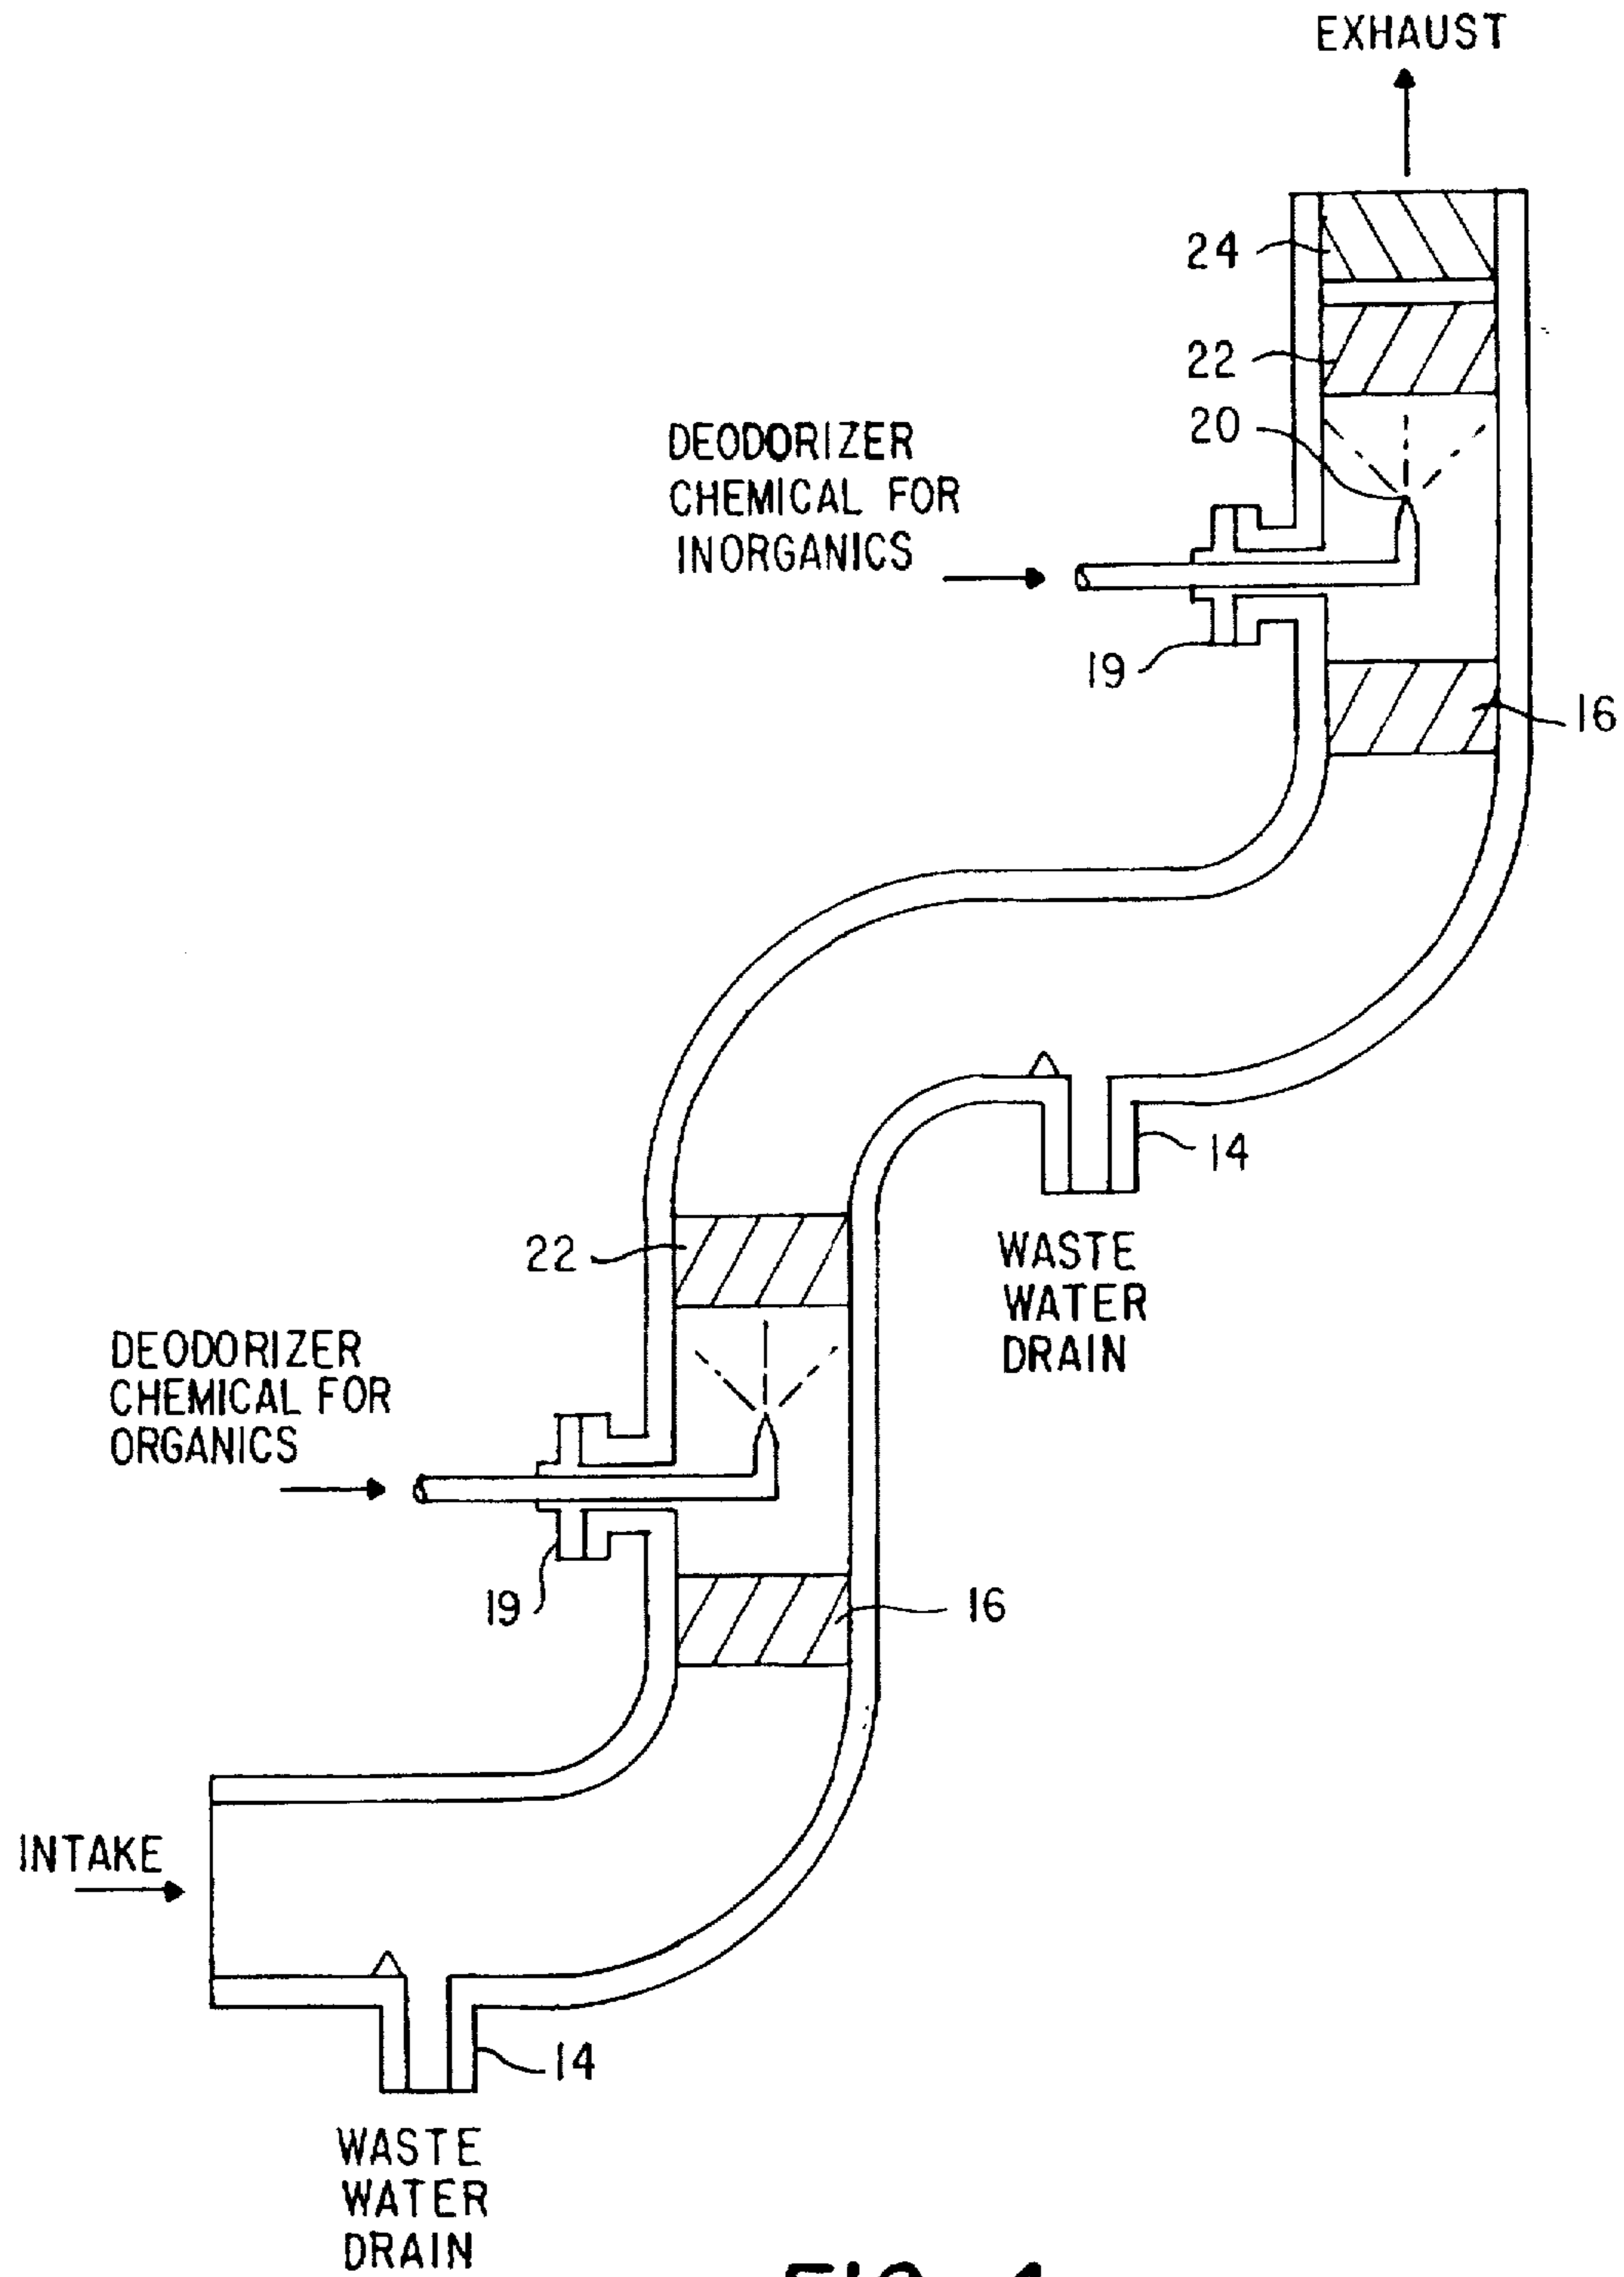 EXHAUST
24
22
20
DEODORIZER
CHEMICAL FOR
INORGANICS
19
16
14
WASTE
WATER
DRAIN
22
DEODORIZER
CHEMICAL FOR
ORGANICS
19
16
INTAKE
14
WASTE
WATER
DRAIN